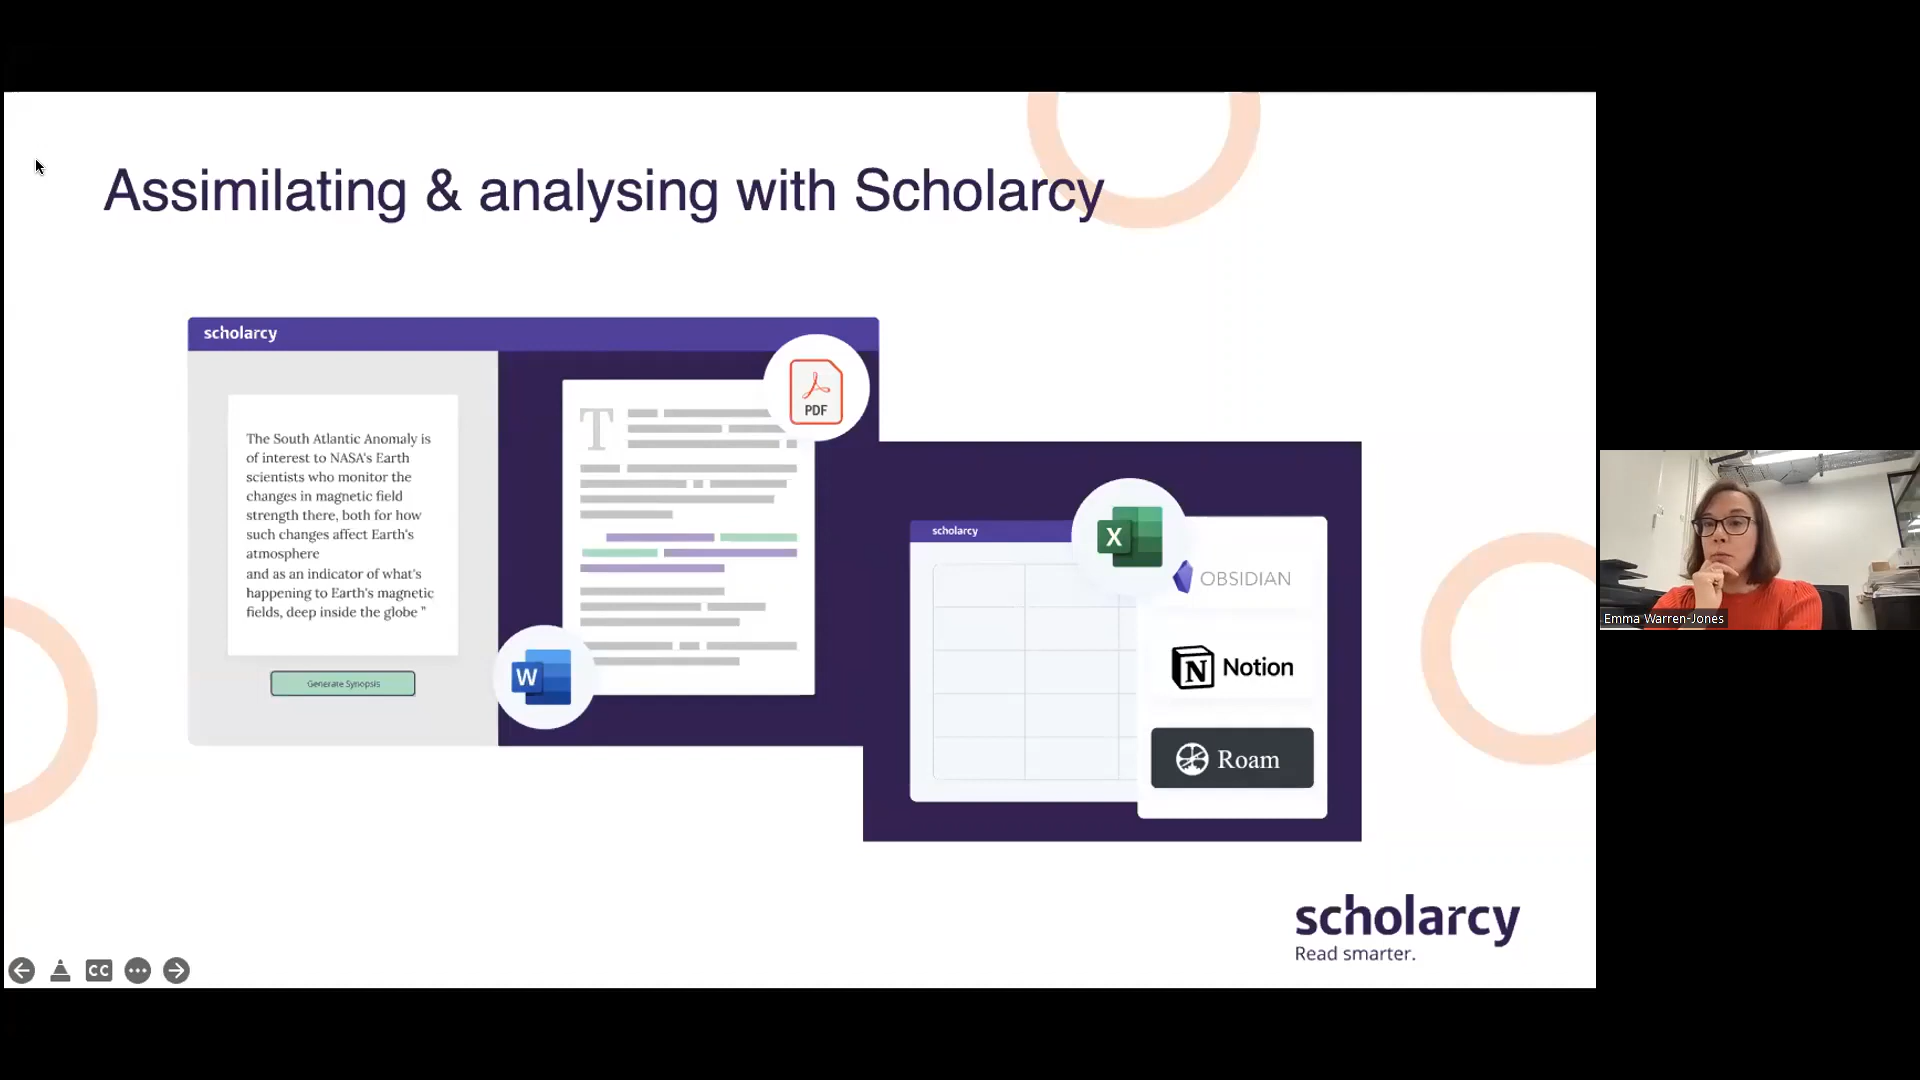 Assimilating & analysing with Scholarcy
scholarcy
PDF
The South Atlantic Anomaly is
of interest to NASA's Earth
scientists who monitor the
changes in magnetic field
strength there, both for how
such changes affect Earth's
atmosphere
and as an indicator of what's
happening to Earth's magnetic
fields, deep inside the globe "
Generate Synopsis
T
W
scholarcy
X
OBSIDIAN
N Notion
Roam
Emma Warren-Jones
scholarcy
Read smarter.
CC